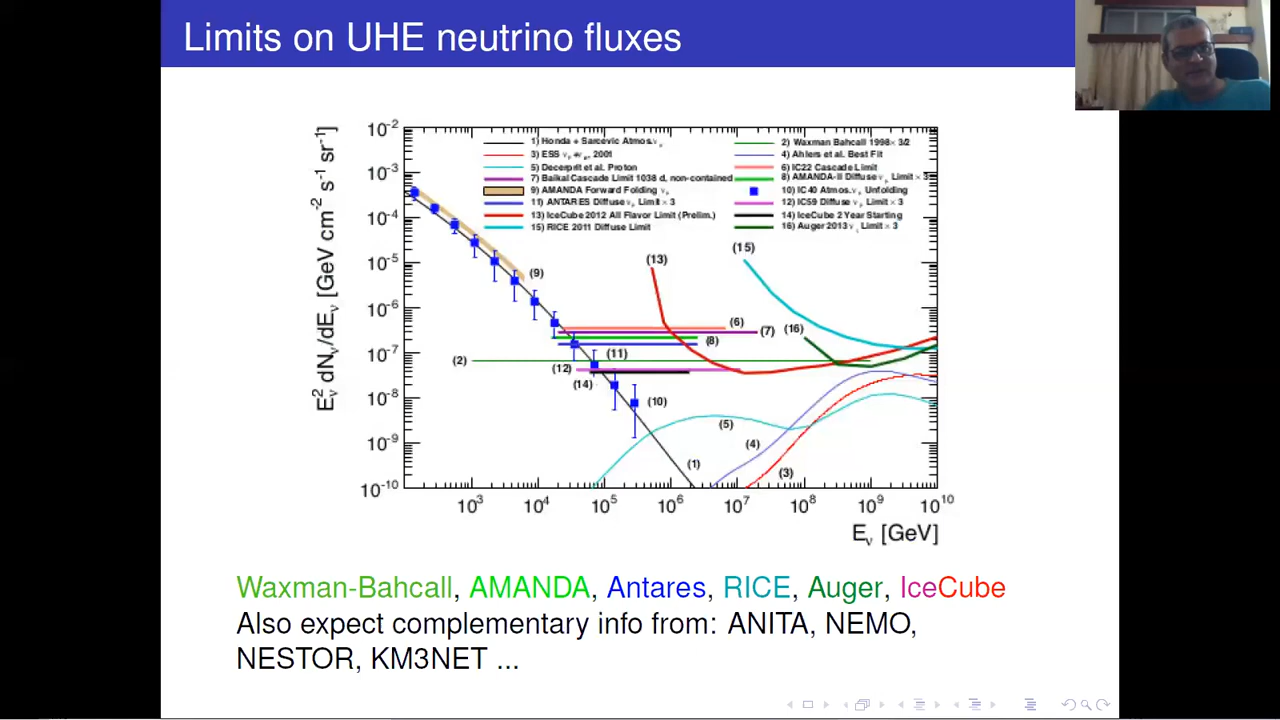 Limits on UHE neutrino fluxes
E²ν dNν/dEν [GeV cm⁻² s⁻¹ sr⁻¹]
10⁻²
10⁻³
10⁻⁴
10⁻⁵
10⁻⁶
10⁻⁷
10⁻⁸
10⁻⁹
10⁻¹⁰
1) Honda + Sarcevic Atmos. νμ
2) Waxman Bahcall 1998 × 3/2
3) ESS νμ+νe, 2001
4) Ahlers et al. Best Fit
5) Decerprit et al. Proton
6) IC22 Cascade Limit
7) Baikal Cascade Limit 1038 d, non-contained
8) AMANDA-II Diffuse νμ Limit × 3
9) AMANDA Forward Folding νμ
10) IC40 Atmos. νμ Unfolding
11) ANTARES Diffuse νμ Limit × 3
12) IC59 Diffuse νμ Limit × 3
13) IceCube 2012 All Flavor Limit (Prelim.)
14) IceCube 2 Year Starting
15) RICE 2011 Diffuse Limit
16) Auger 2013 ντ Limit × 3
(15)
(13)
(9)
(6)
(7)
(16)
(8)
(11)
(2)
(12)
(14)
(10)
(5)
(4)
(1)
(3)
10³ 10⁴ 10⁵ 10⁶ 10⁷ 10⁸ 10⁹ 10¹⁰
Eν [GeV]
Waxman-Bahcall, AMANDA, Antares, RICE, Auger, IceCube
Also expect complementary info from: ANITA, NEMO,
NESTOR, KM3NET ...